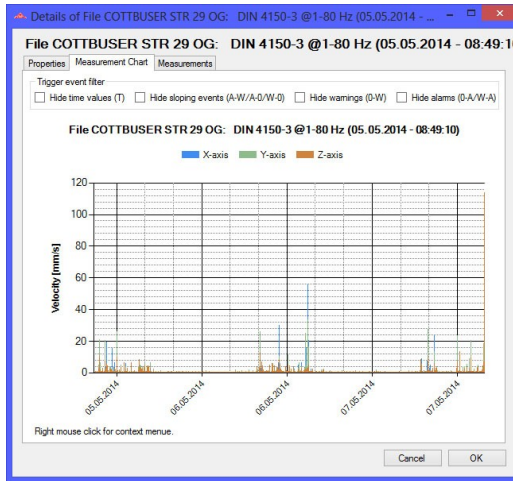 Details of File COTTBUSER STR 29 OG: DIN 4150-3 @1-80 Hz (05.05.2014 - ...
File COTTBUSER STR 29 OG: DIN 4150-3 @1-80 Hz (05.05.2014 - 08:49:1
Properties Measurement Chart Measurements
Trigger event filter
Hide time values (T) Hide sloping events (A-W/A-0/W-0) Hide warnings (0-W) Hide alarms (0-A/W-A)
File COTTBUSER STR 29 OG: DIN 4150-3 @1-80 Hz (05.05.2014 - 08:49:10)
X-axis Y-axis Z-axis
120
100
80
60
40
20
0
Velocity [mm/s]
05.05.2014 06.05.2014 06.05.2014 07.05.2014 07.05.2014
Right mouse click for context menue.
Cancel OK